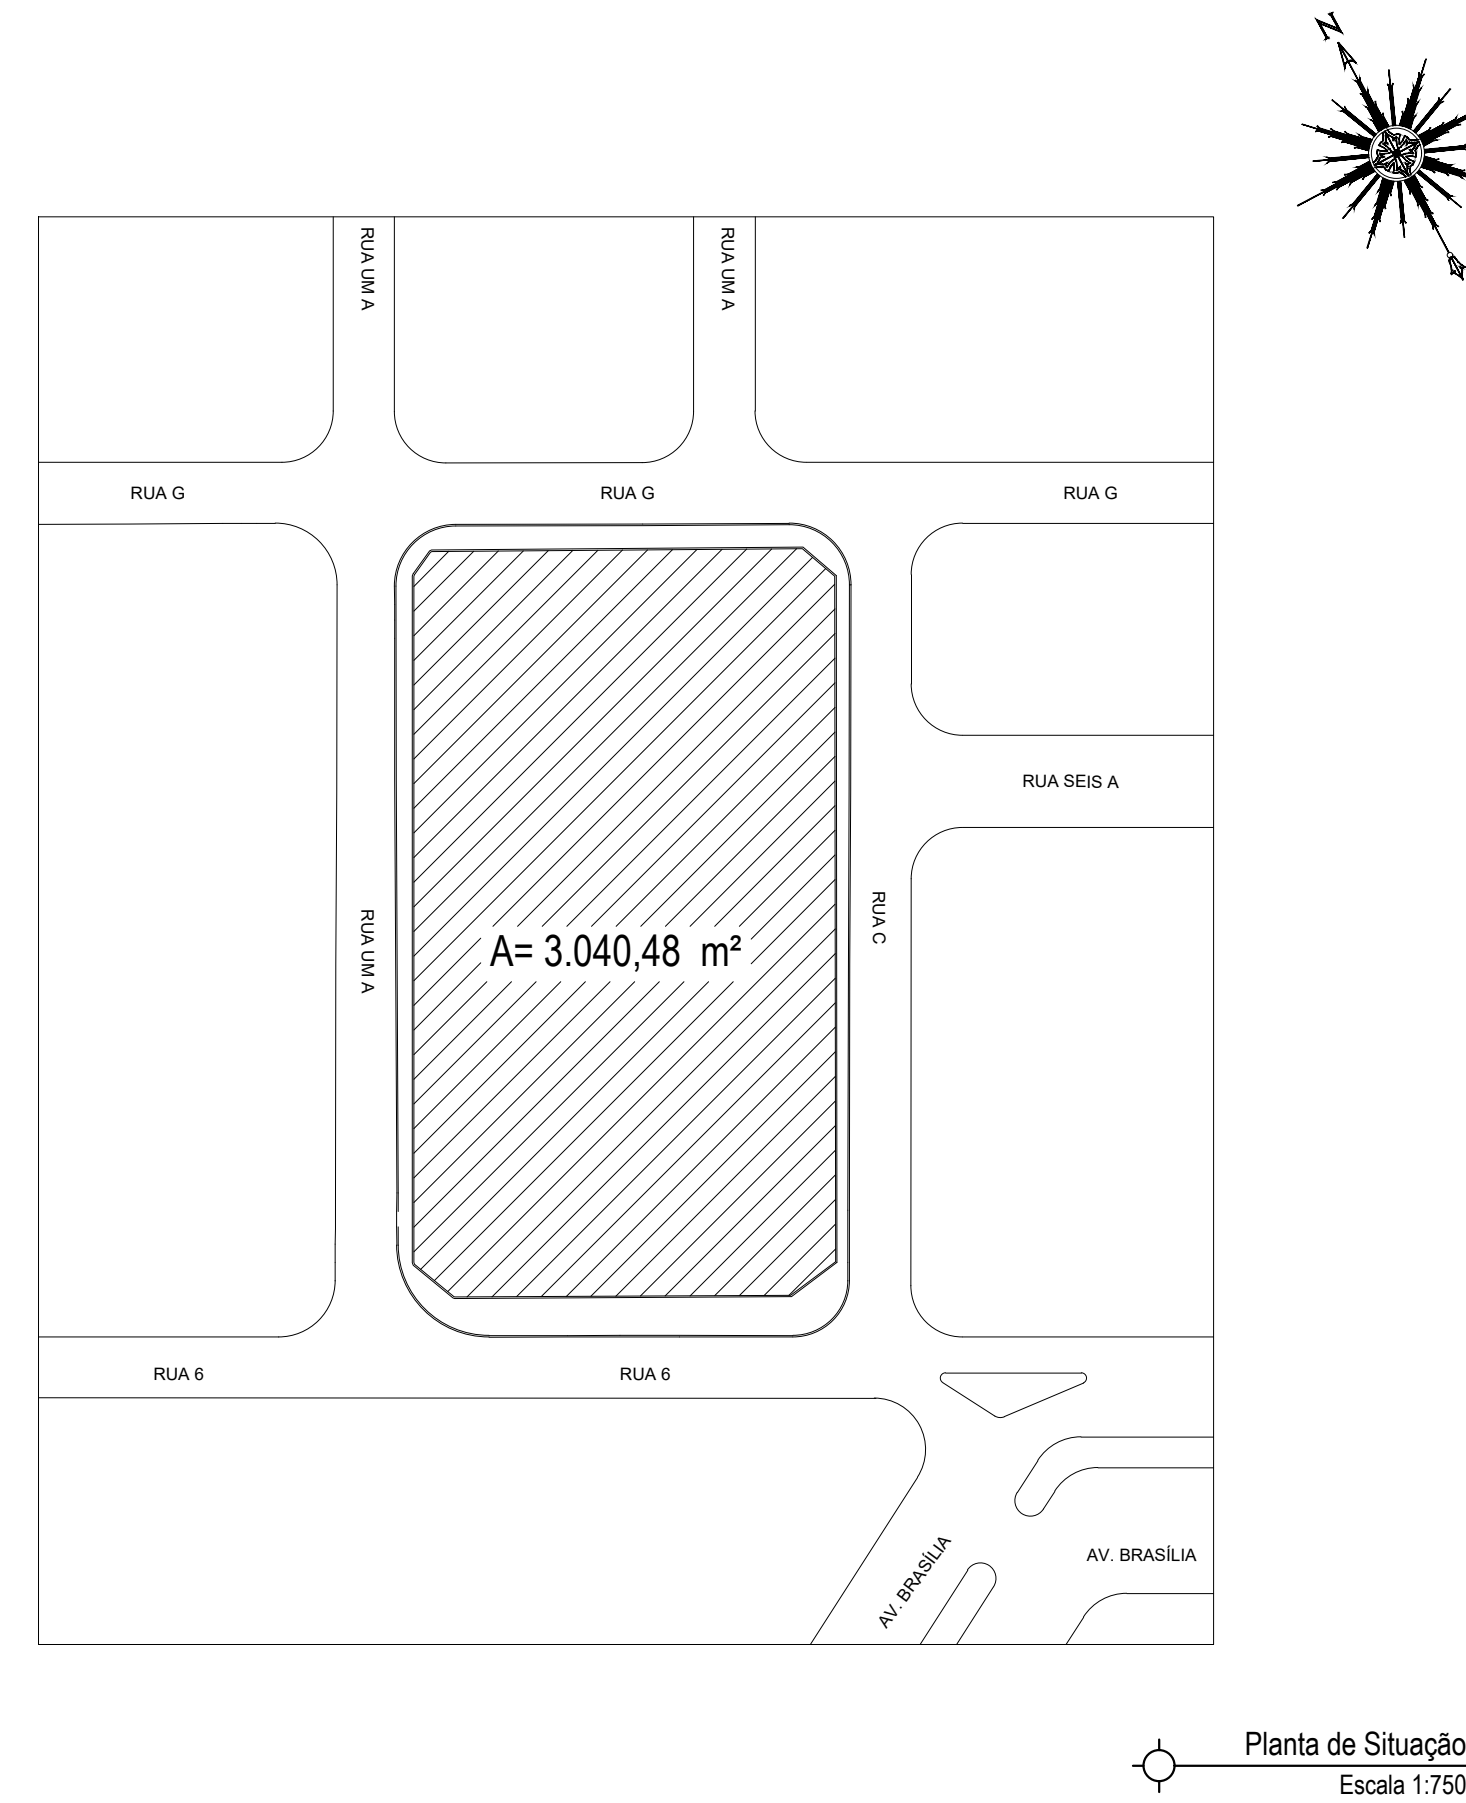 N
RUA UM A
RUA UM A
RUA G
RUA G
RUA G
RUA SEIS A
RUA UM A
RUA C
A= 3.040,48 m²
RUA 6
RUA 6
AV. BRASÍLIA
AV. BRASÍLIA
Planta de Situação
Escala 1:750